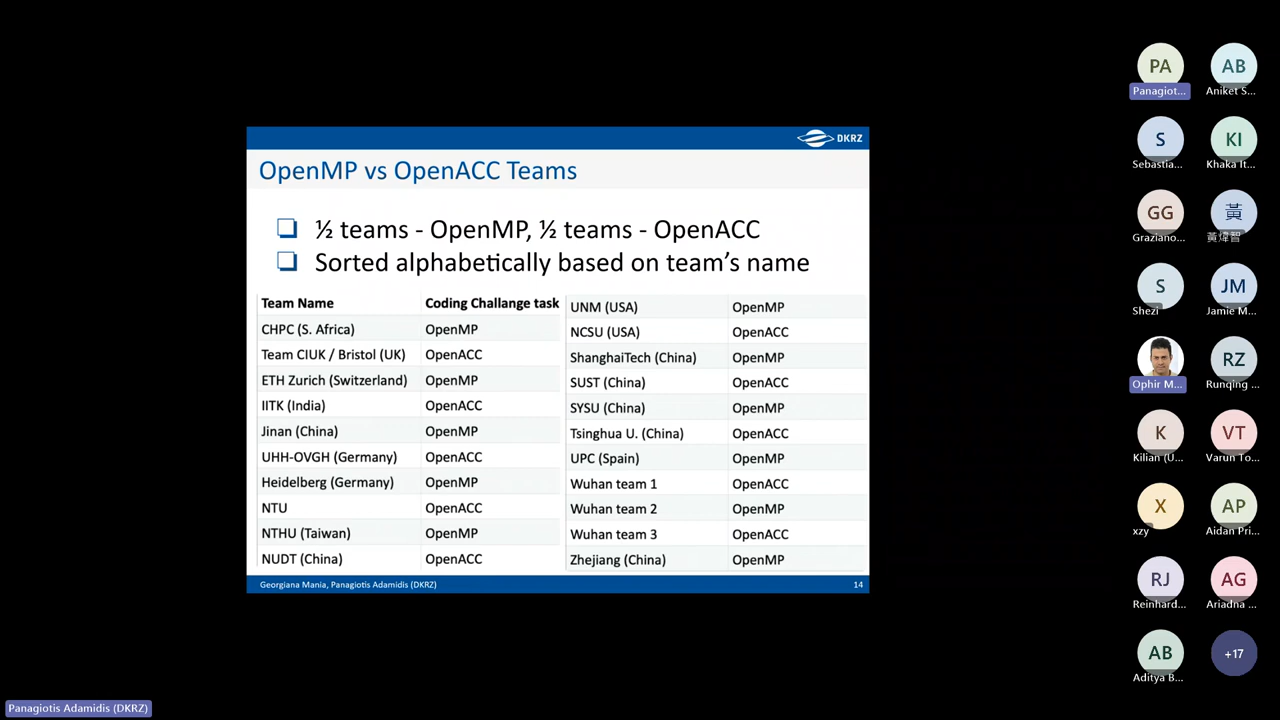 DKRZ
OpenMP vs OpenACC Teams
½ teams - OpenMP, ½ teams - OpenACC
Sorted alphabetically based on team's name
Team Name Coding Challange task
CHPC (S. Africa) OpenMP
Team CIUK / Bristol (UK) OpenACC
ETH Zurich (Switzerland) OpenMP
IITK (India) OpenACC
Jinan (China) OpenMP
UHH-OVGH (Germany) OpenACC
Heidelberg (Germany) OpenMP
NTU OpenACC
NTHU (Taiwan) OpenMP
NUDT (China) OpenACC
UNM (USA) OpenMP
NCSU (USA) OpenACC
ShanghaiTech (China) OpenMP
SUST (China) OpenACC
SYSU (China) OpenMP
Tsinghua U. (China) OpenACC
UPC (Spain) OpenMP
Wuhan team 1 OpenACC
Wuhan team 2 OpenMP
Wuhan team 3 OpenACC
Zhejiang (China) OpenMP
Georgiana Mania, Panagiotis Adamidis (DKRZ) 14
PA AB
Panagiot... Aniket S...
S KI
Sebastia... Khaka It...
GG 黃
Graziano... 黃煒智
S JM
Shezi Jamie M...
RZ
Ophir M... Runqing ...
K VT
Kilian (U... Varun To...
X AP
xzy Aidan Pri...
RJ AG
Reinhard... Ariadna ...
AB +17
Aditya B...
Panagiotis Adamidis (DKRZ)